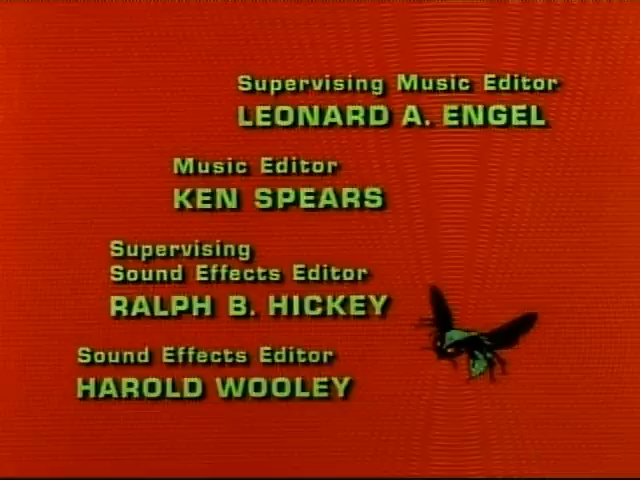 Supervising Music Editor
LEONARD A. ENGEL
Music Editor
KEN SPEARS
Supervising
Sound Effects Editor
RALPH B. HICKEY
Sound Effects Editor
HAROLD WOOLEY